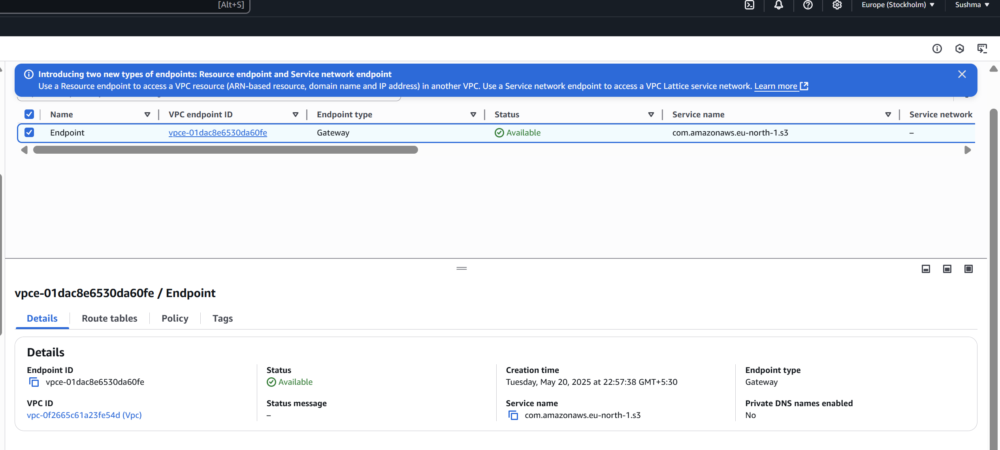 [Alt+S]
Europe (Stockholm)
Sushma
Introducing two new types of endpoints: Resource endpoint and Service network endpoint
Use a Resource endpoint to access a VPC resource (ARN-based resource, domain name and IP address) in another VPC. Use a Service network endpoint to access a VPC Lattice service network. Learn more
Name VPC endpoint ID Endpoint type Status Service name Service network
Endpoint vpce-01dac8e6530da60fe Gateway Available com.amazonaws.eu-north-1.s3 –
vpce-01dac8e6530da60fe / Endpoint
Details Route tables Policy Tags
Details
Endpoint ID
vpce-01dac8e6530da60fe
Status
Available
Creation time
Tuesday, May 20, 2025 at 22:57:38 GMT+5:30
Endpoint type
Gateway
VPC ID
vpc-0f2665c61a23fe54d (Vpc)
Status message
–
Service name
com.amazonaws.eu-north-1.s3
Private DNS names enabled
No